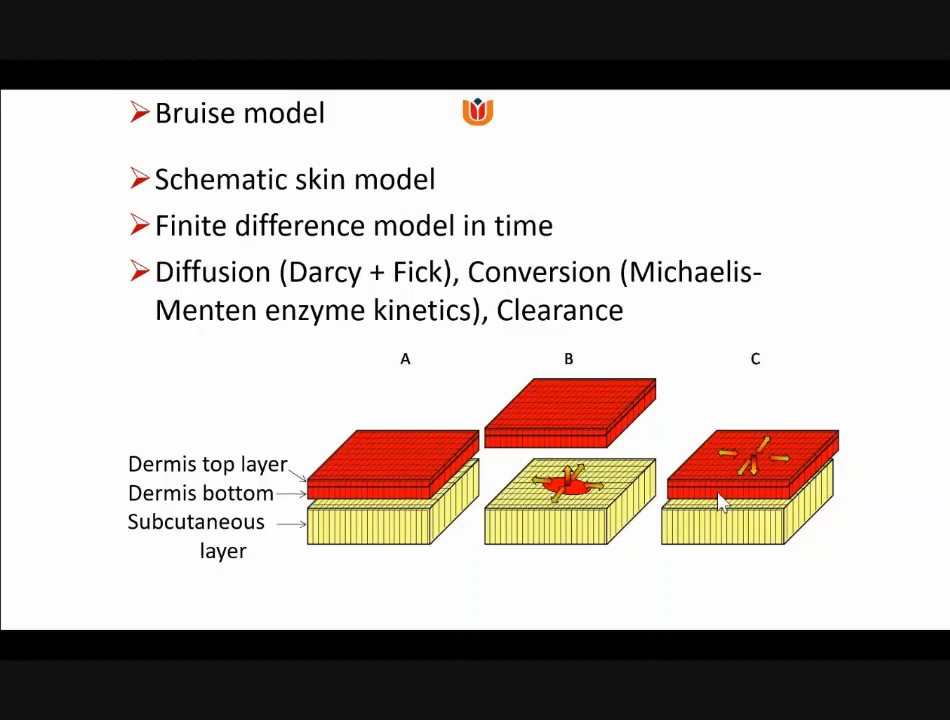 Bruise model
Schematic skin model
Finite difference model in time
Diffusion (Darcy + Fick), Conversion (Michaelis-
Menten enzyme kinetics), Clearance
A B C
Dermis top layer
Dermis bottom
Subcutaneous
layer